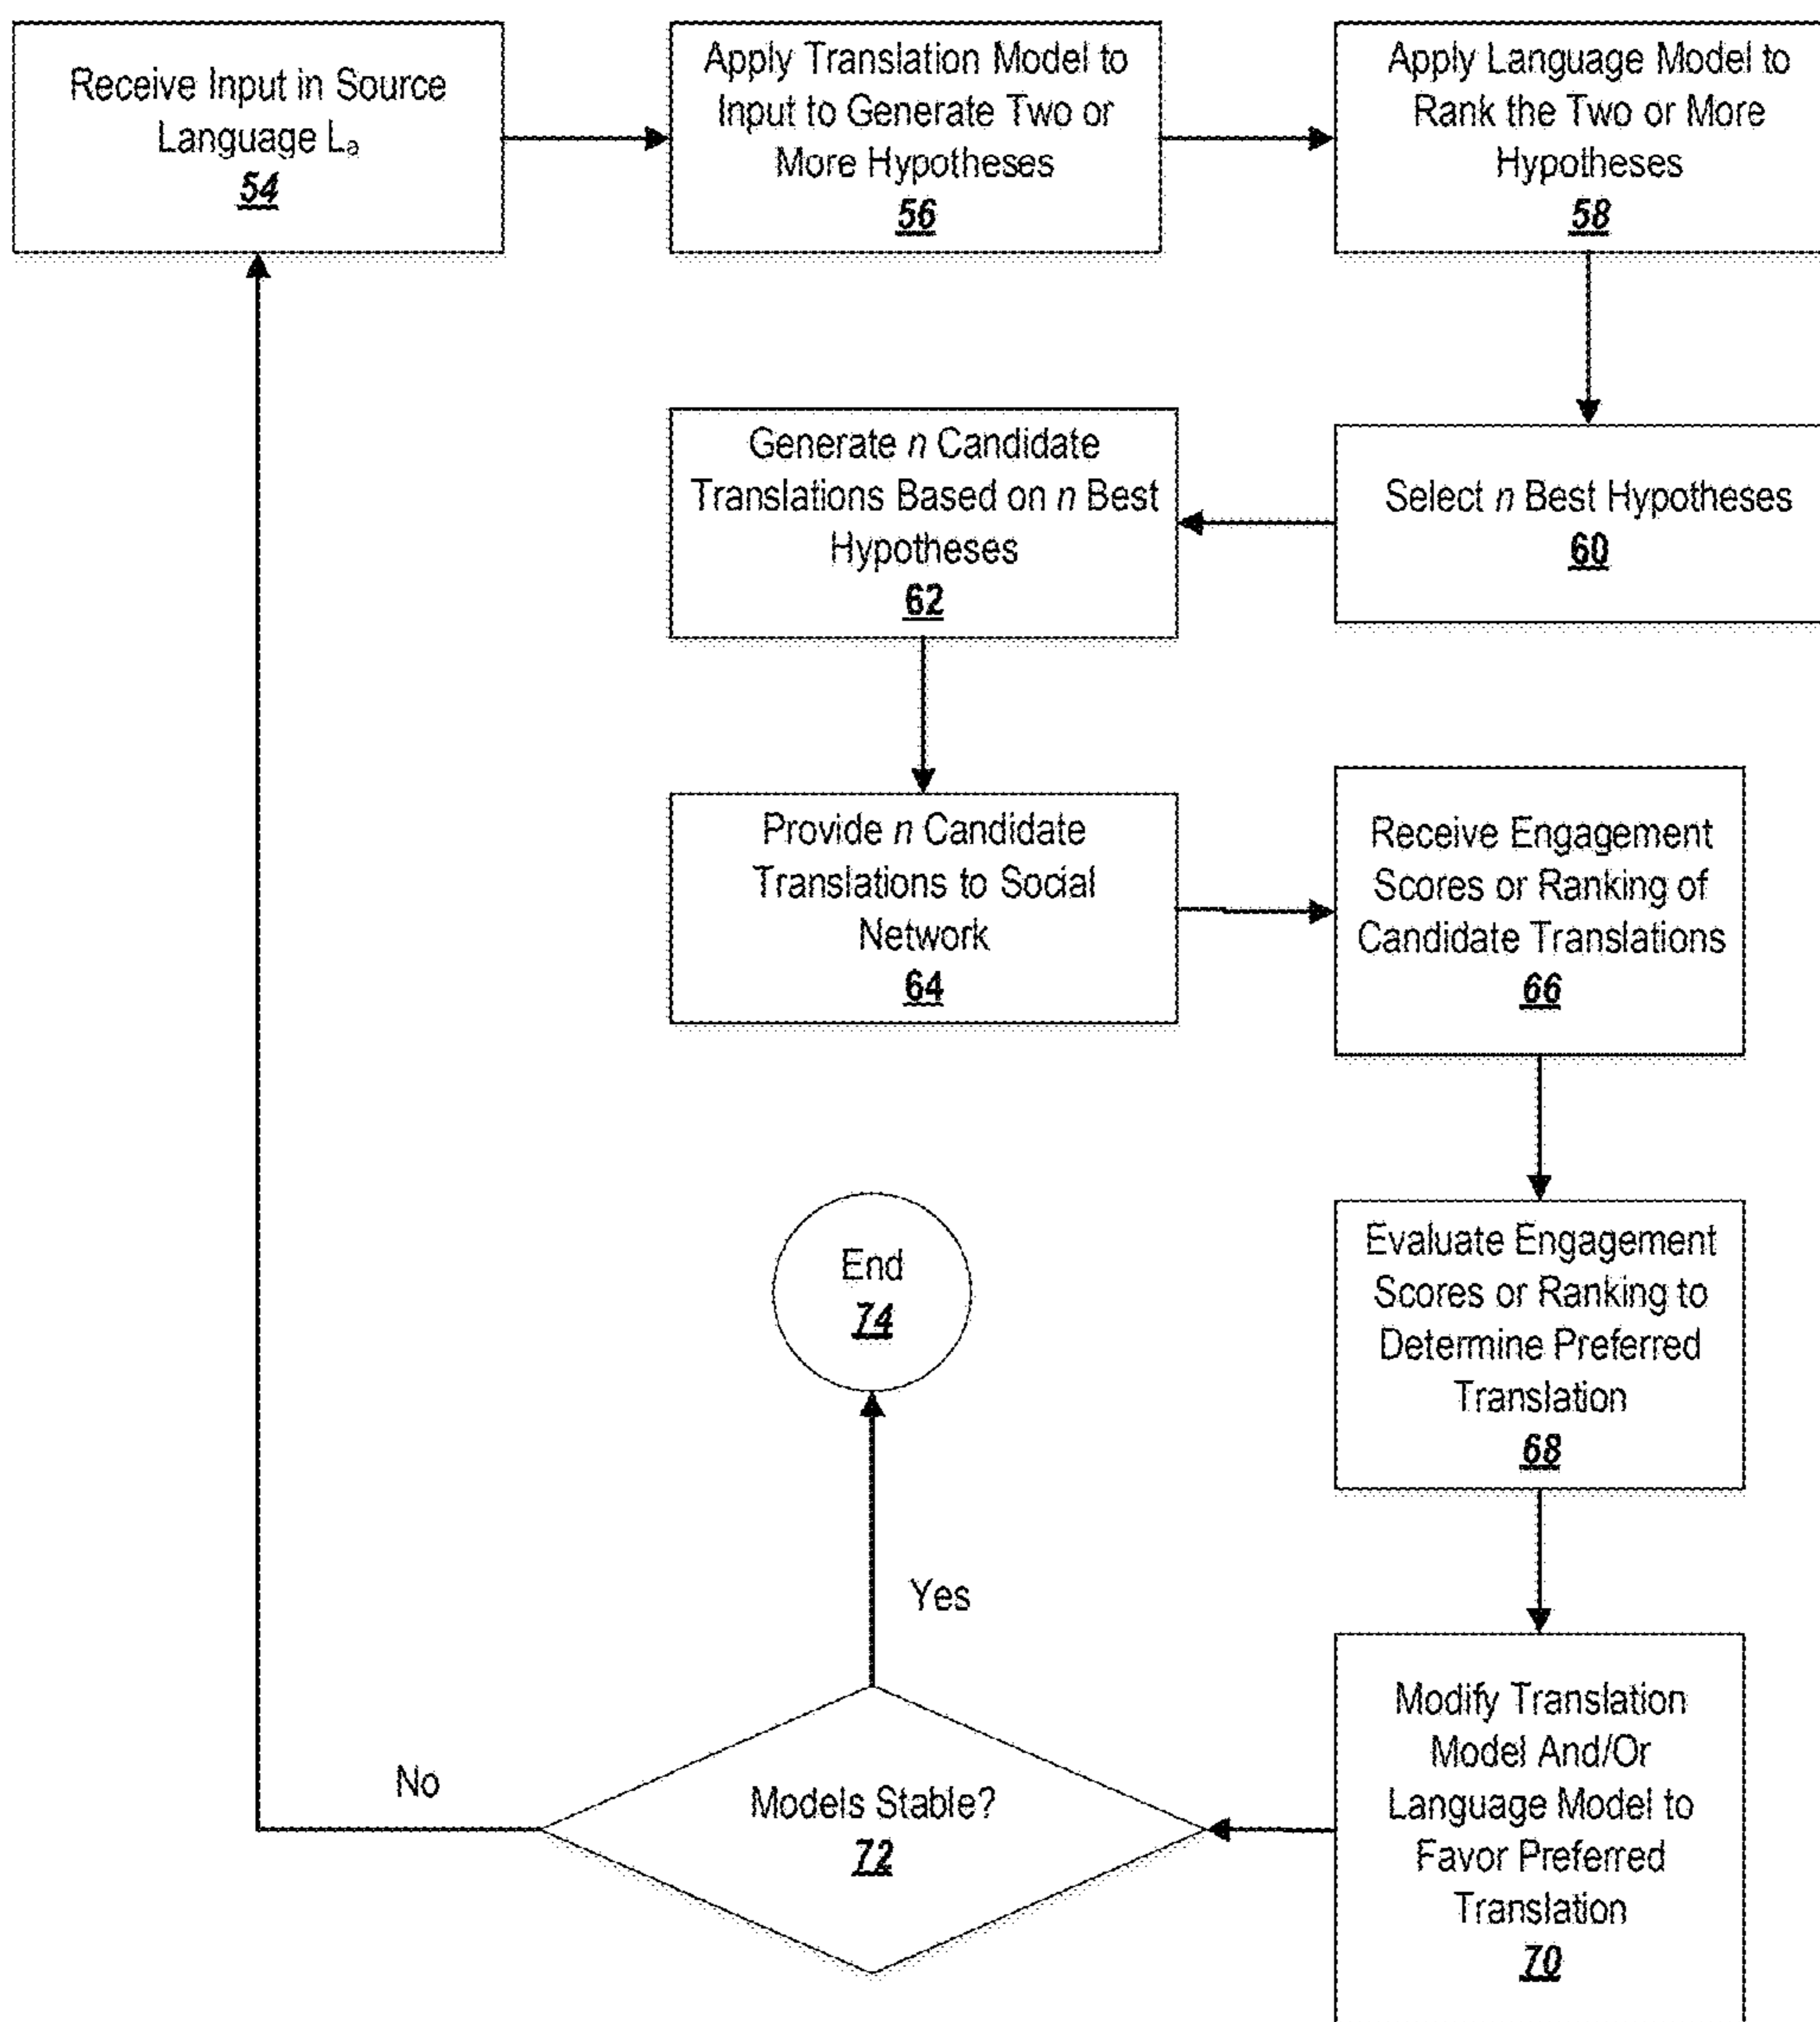 Receive Input in Source
Language Lₐ
54
Apply Translation Model to
Input to Generate Two or
More Hypotheses
56
Apply Language Model to
Rank the Two or More
Hypotheses
58
Select n Best Hypotheses
60
Generate n Candidate
Translations Based on n Best
Hypotheses
62
Provide n Candidate
Translations to Social
Network
64
Receive Engagement
Scores or Ranking of
Candidate Translations
66
Evaluate Engagement
Scores or Ranking to
Determine Preferred
Translation
68
Modify Translation
Model And/Or
Language Model to
Favor Preferred
Translation
70
Models Stable?
72
No
Yes
End
74